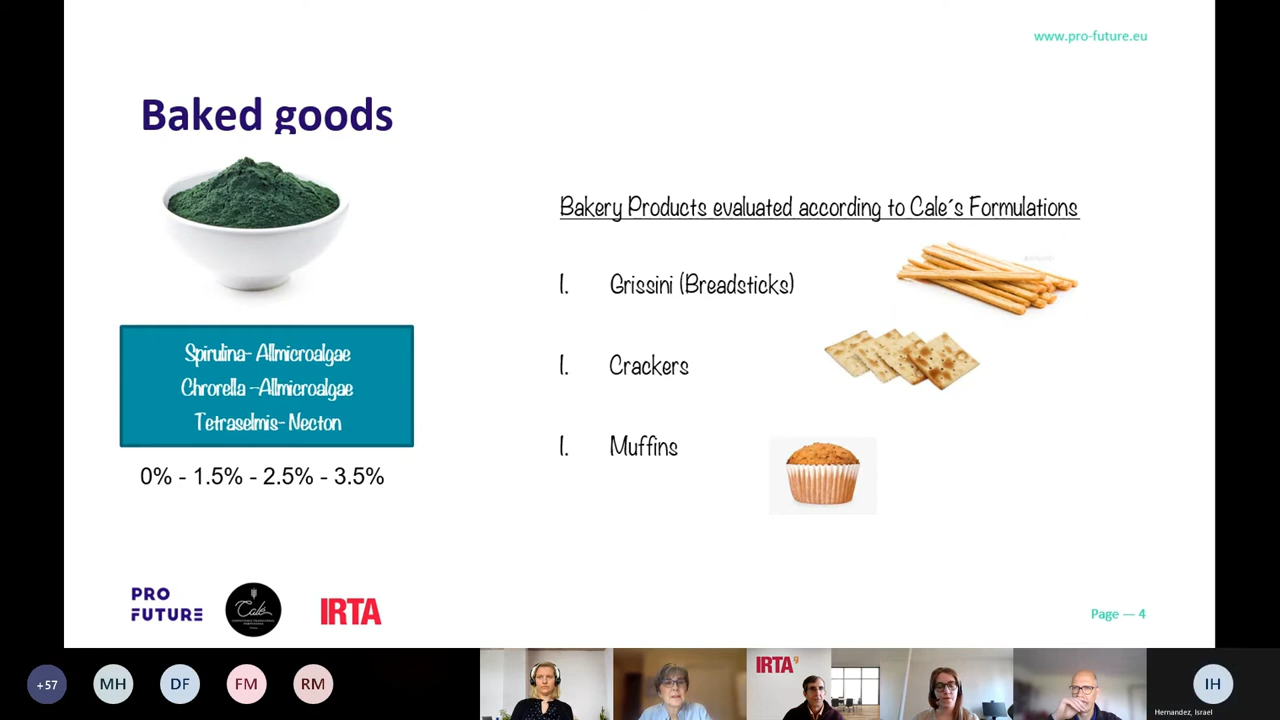 www.pro-future.eu
Baked goods
Bakery Products evaluated according to Cale´s Formulations
I. Grissini (Breadsticks)
I. Crackers
I. Muffins
Spirulina- Allmicroalgae
Chrorella –Allmicroalgae
Tetraselmis- Necton
0% - 1.5% - 2.5% - 3.5%
PRO
FUTURE
Calé
IRTA
Page — 4
+57
MH
DF
FM
RM
IRTA
IH
Hernandez, Israel